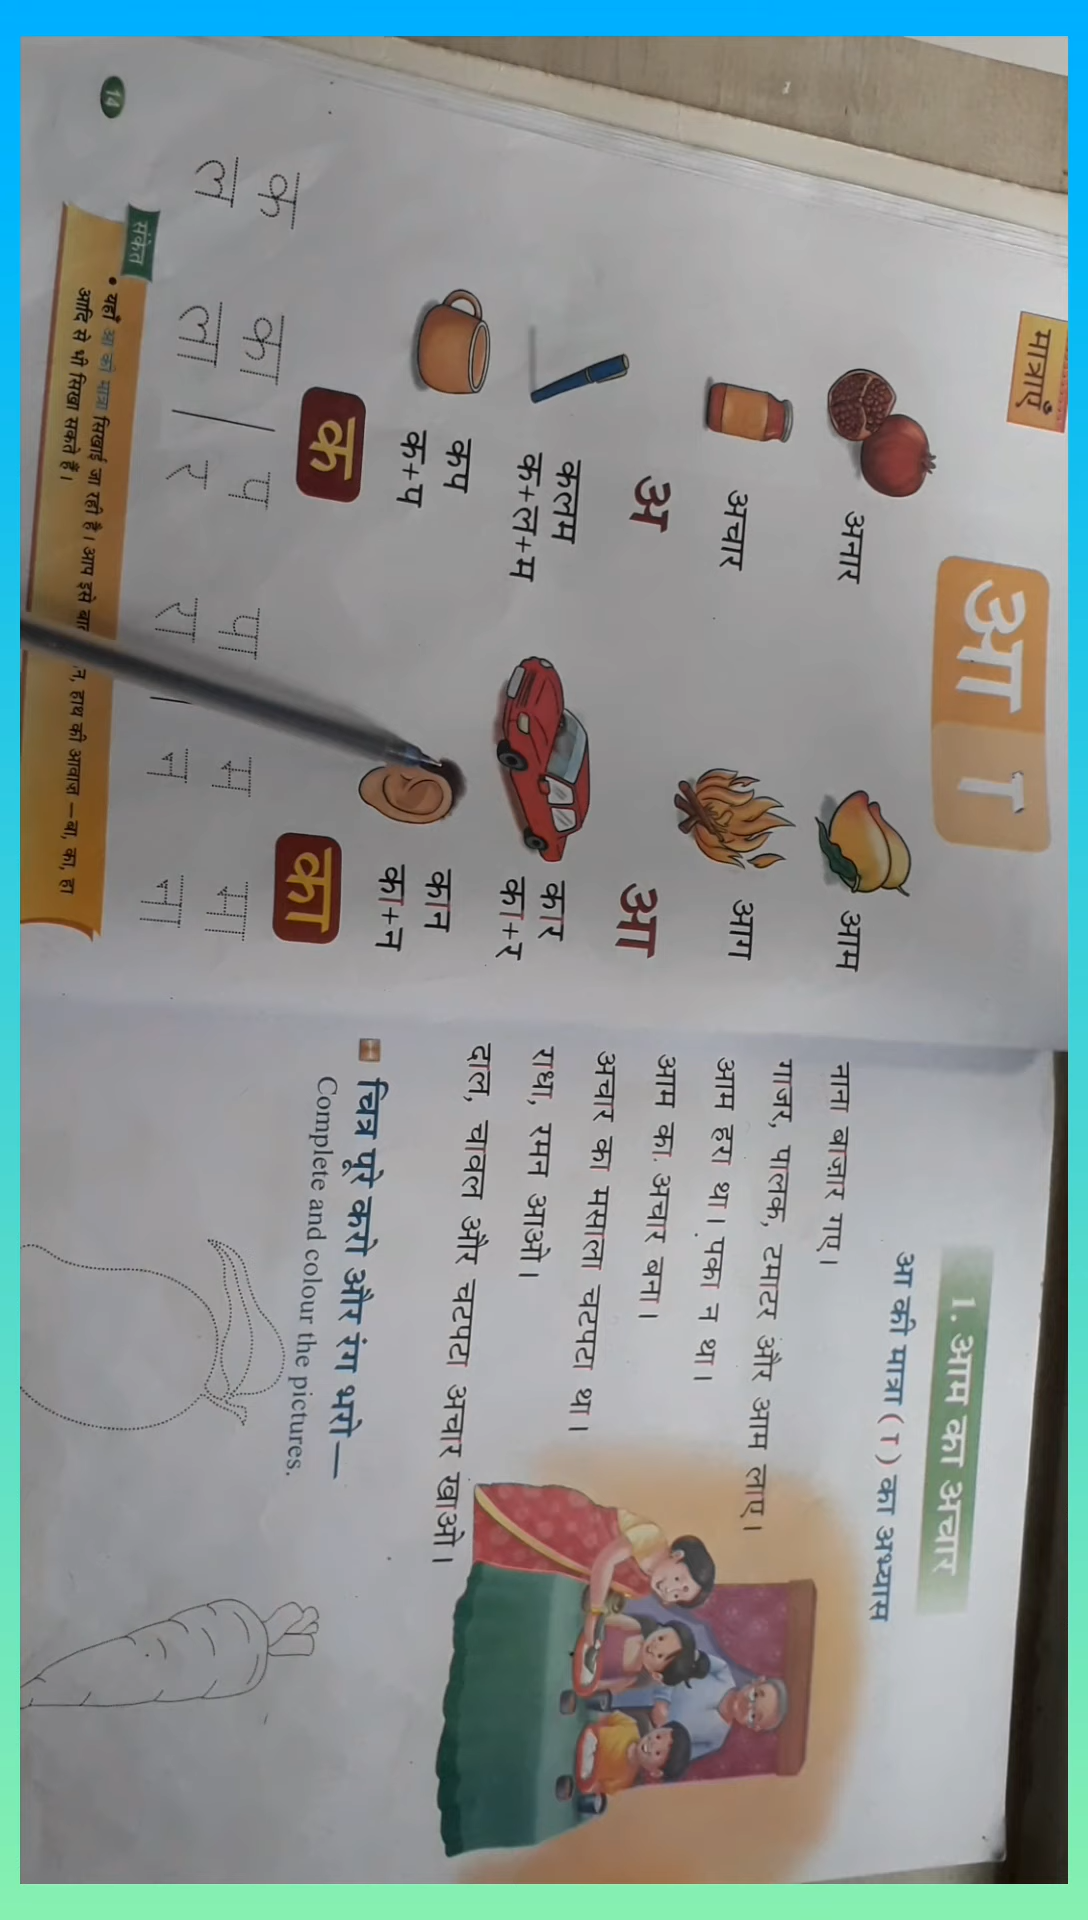 मात्राएँ
आ ा
अनार
आम
अचार
आग
अ
आ
कलम
क+ल+म
कार
का+र
कप
क+प
कान
का+न
क
का
क का प पा म मा
ल ला र रा न ना
संकेत
• यहाँ आ की मात्रा सिखाई जा रही है। आप इसे न, हाथ की आवाज़ – बा, का, हा
आदि से भी सिखा सकते हैं।
14
1. आम का अचार
आ की मात्रा ( ा ) का अभ्यास
नाना बाज़ार गए।
गाजर, पालक, टमाटर और आम लाए।
आम हरा था। पका न था।
आम का अचार बना।
अचार का मसाला चटपटा था।
राधा, रमन आओ।
दाल, चावल और चटपटा अचार खाओ।
चित्र पूरे करो और रंग भरो—
Complete and colour the pictures.